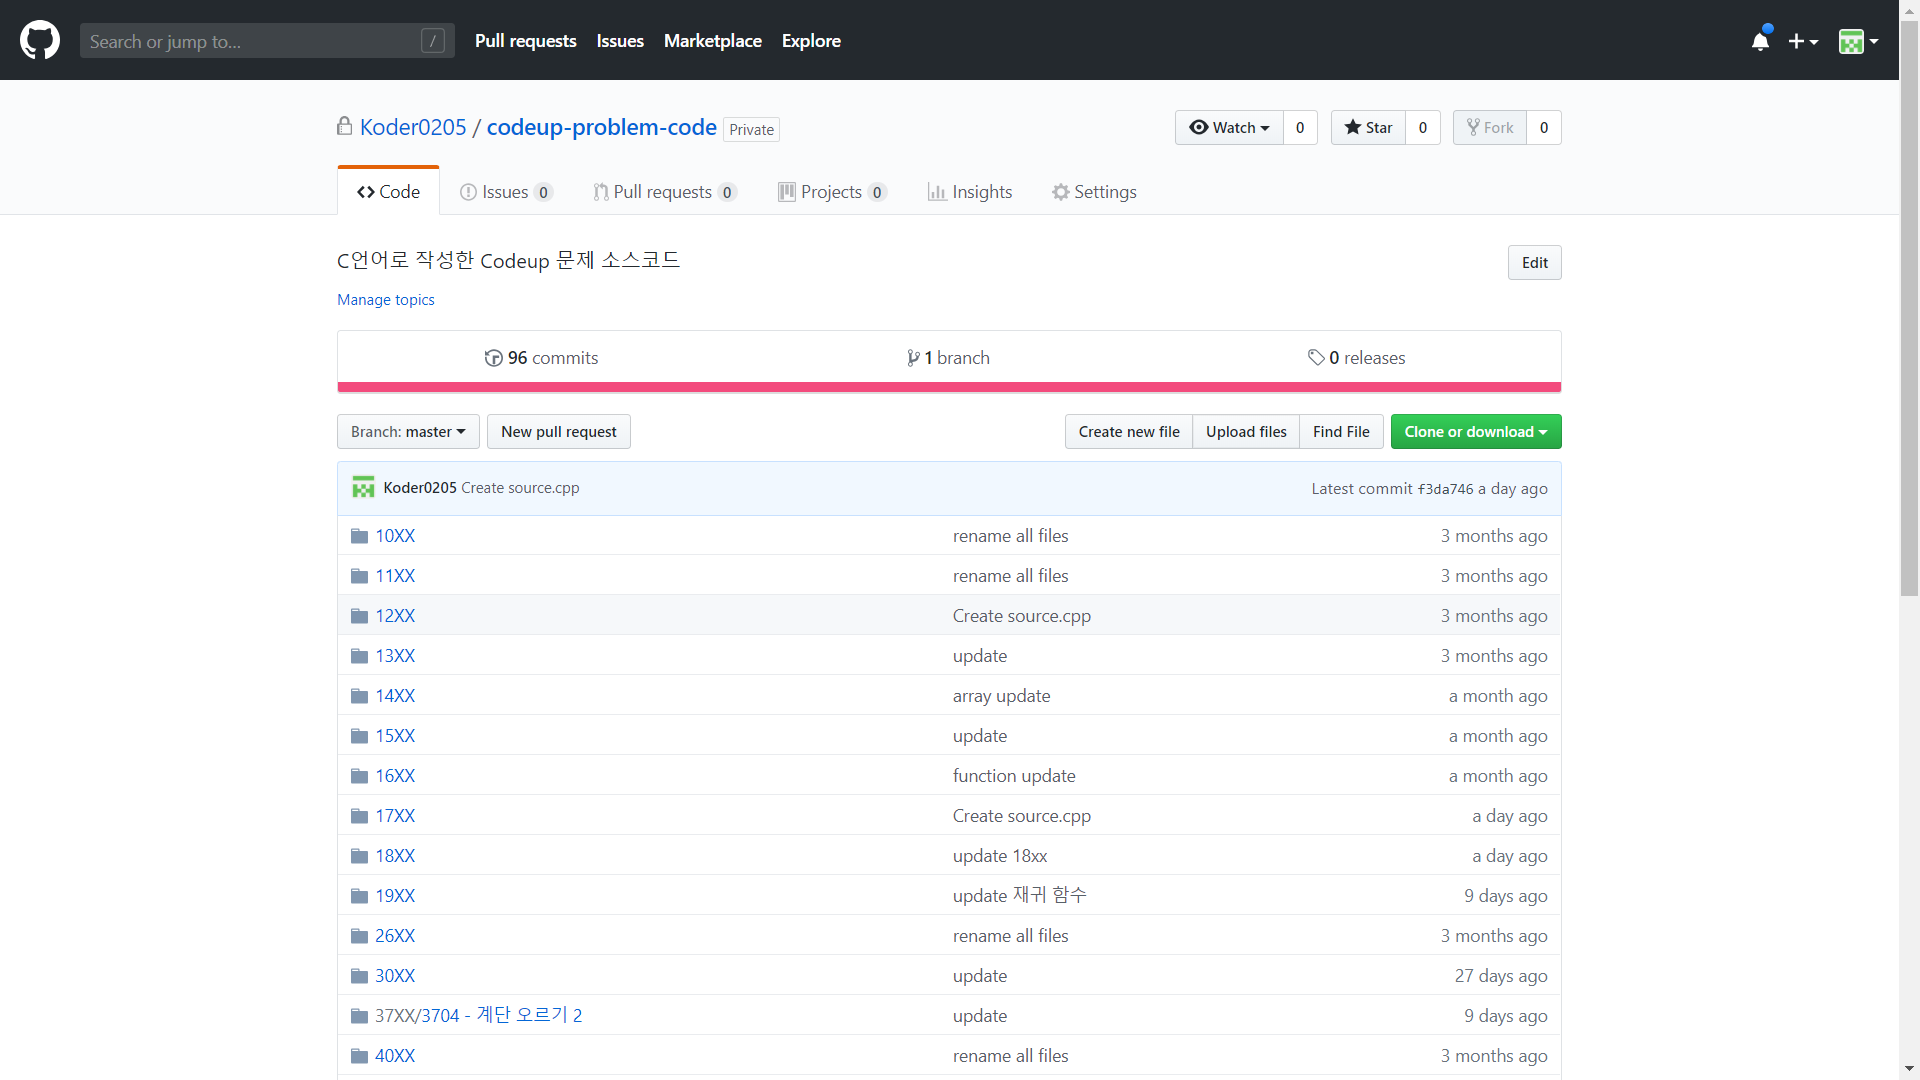 Search or jump to... /
Pull requests Issues Marketplace Explore
Koder0205 / codeup-problem-code Private
Watch 0 Star 0 Fork 0
Code Issues 0 Pull requests 0 Projects 0 Insights Settings
C언어로 작성한 Codeup 문제 소스코드
Edit
Manage topics
96 commits 1 branch 0 releases
Branch: master New pull request Create new file Upload files Find File Clone or download
Koder0205 Create source.cpp Latest commit f3da746 a day ago
10XX rename all files 3 months ago
11XX rename all files 3 months ago
12XX Create source.cpp 3 months ago
13XX update 3 months ago
14XX array update a month ago
15XX update a month ago
16XX function update a month ago
17XX Create source.cpp a day ago
18XX update 18xx a day ago
19XX update 재귀 함수 9 days ago
26XX rename all files 3 months ago
30XX update 27 days ago
37XX/3704 - 계단 오르기 2 update 9 days ago
40XX rename all files 3 months ago